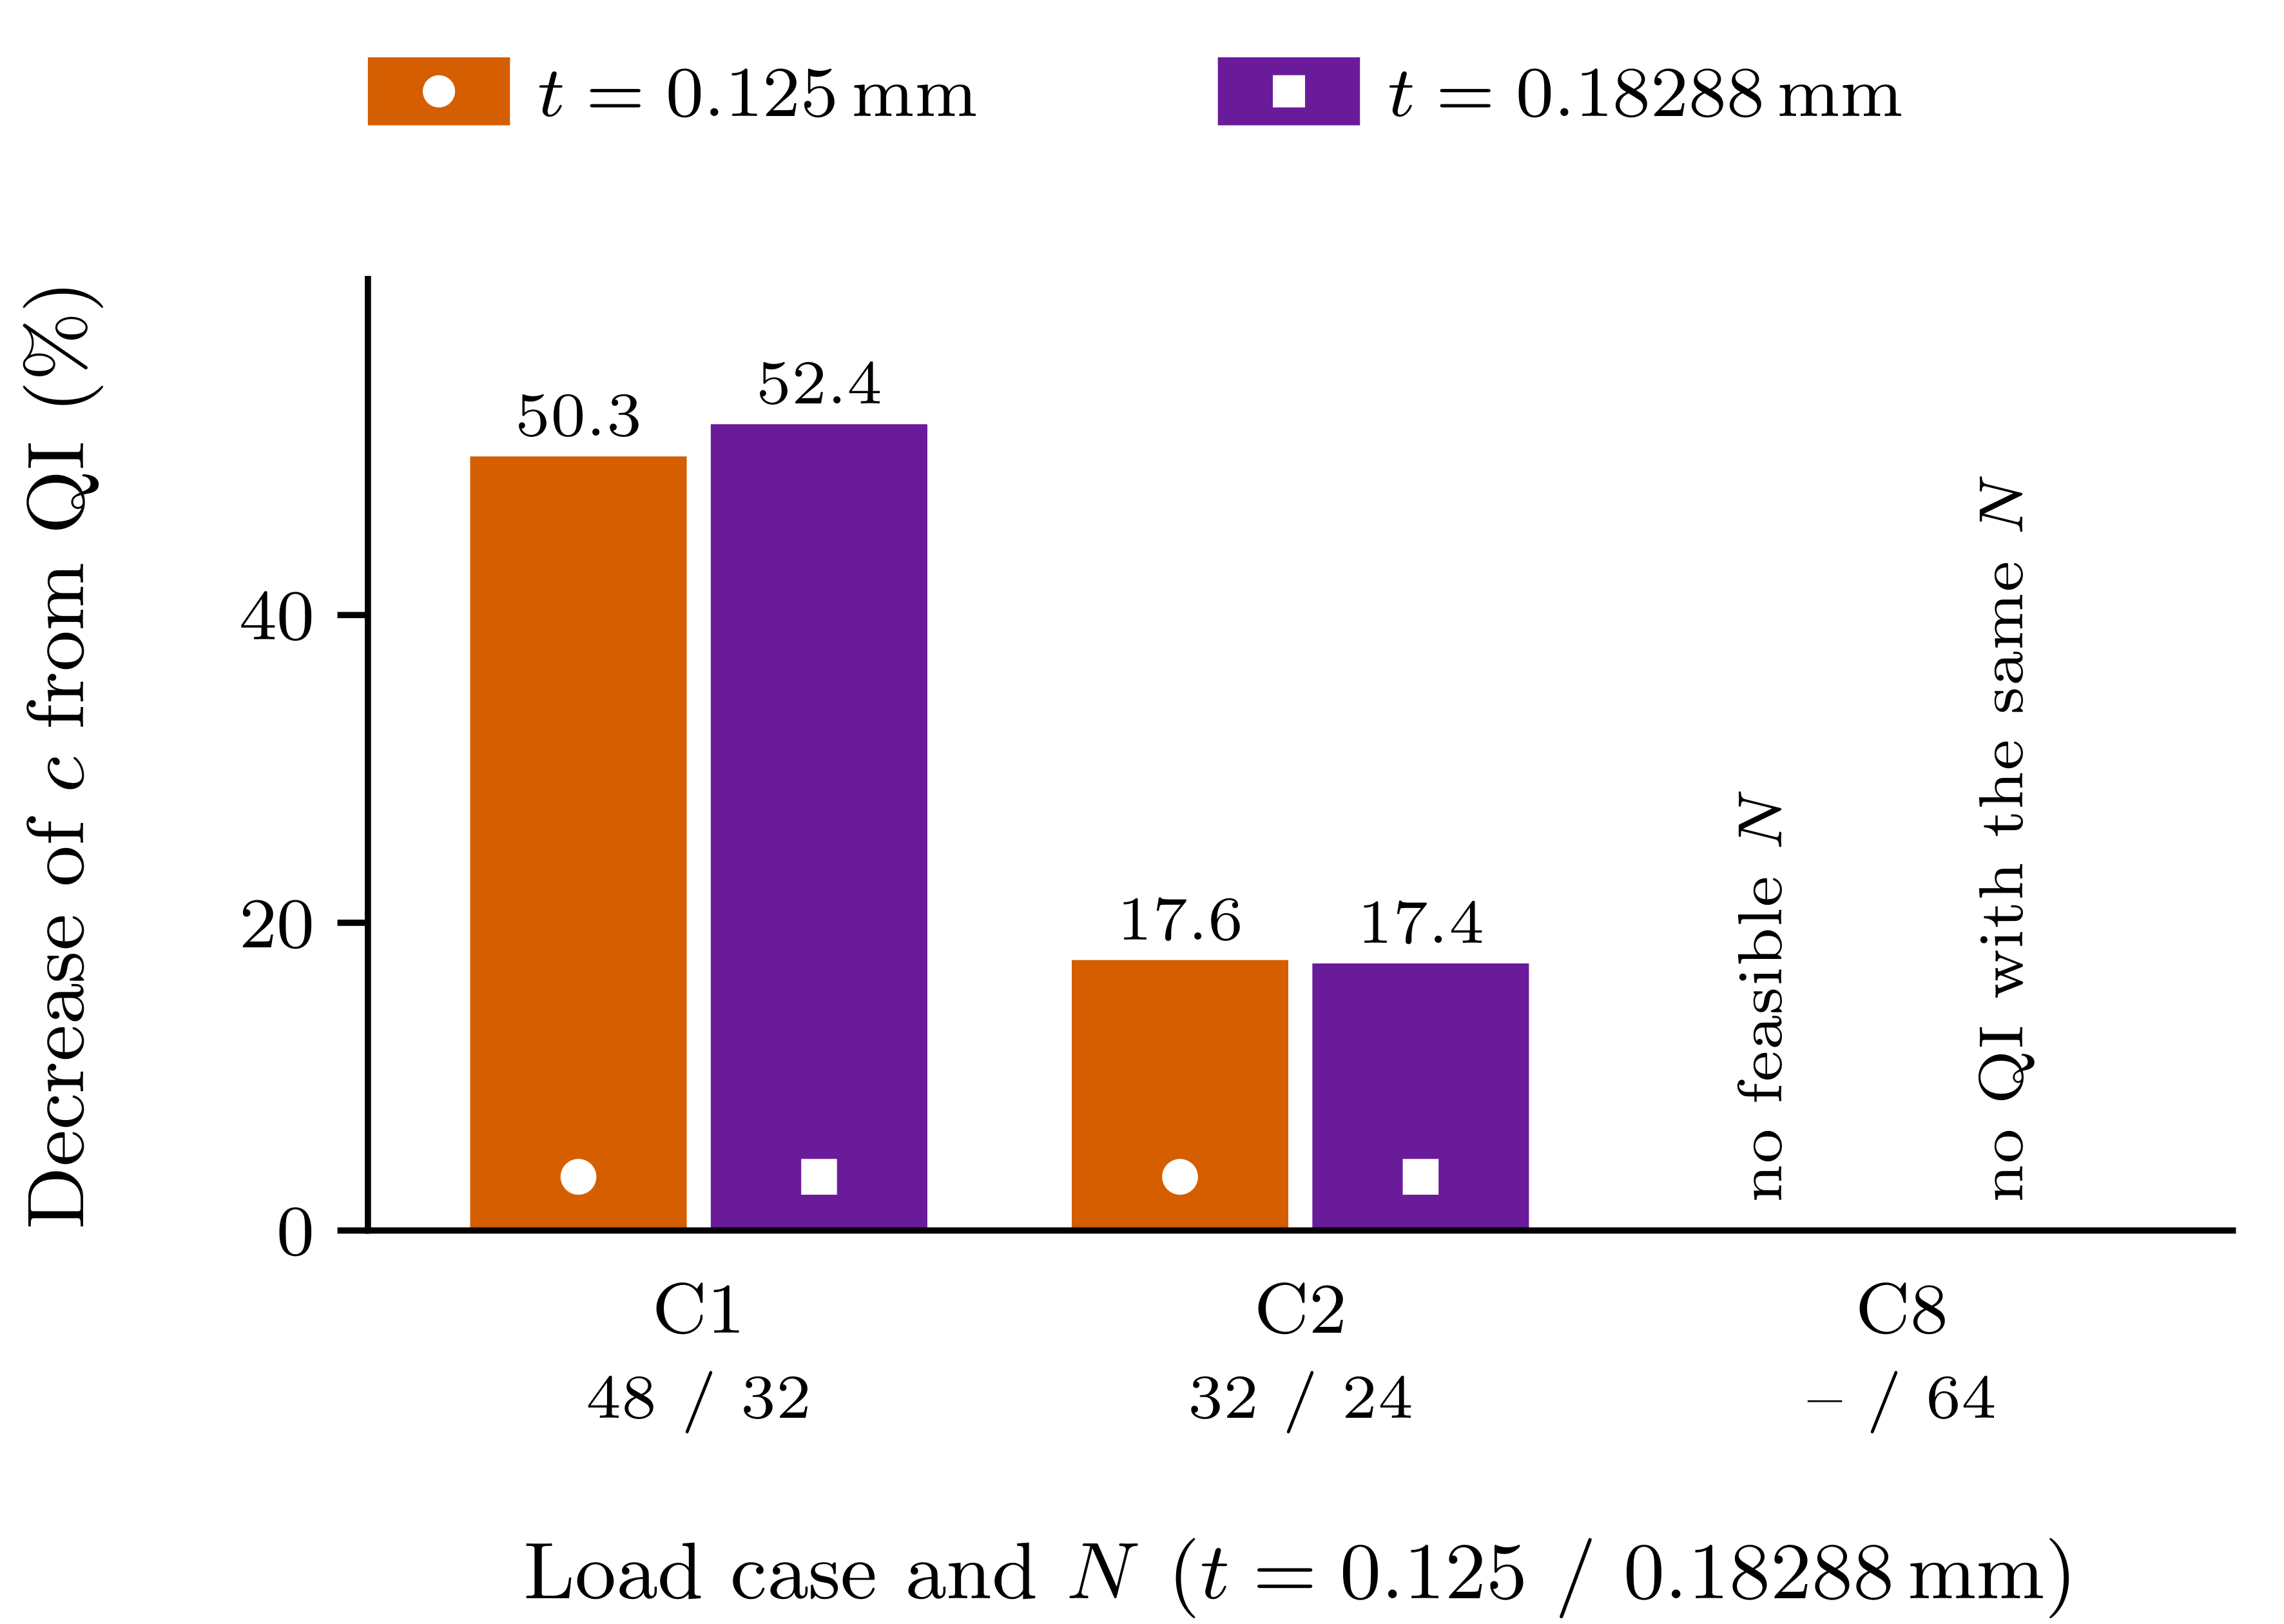 t = 0.125 mm
t = 0.18288 mm
Decrease of c from QI (%)
40
20
0
50.3
52.4
17.6
17.4
no feasible N
no QI with the same N
C1
48 / 32
C2
32 / 24
C8
– / 64
Load case and N (t = 0.125 / 0.18288 mm)